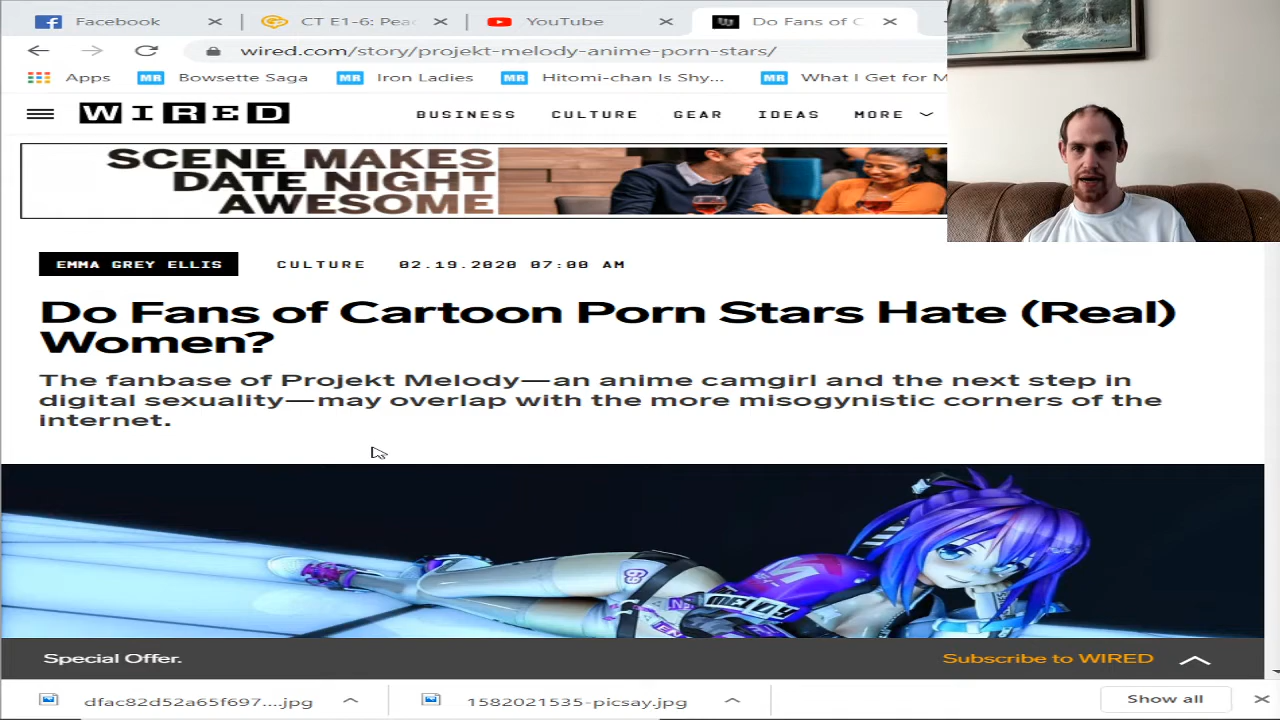 Facebook
CT E1-6: Pea
YouTube
Do Fans of C
wired.com/story/projekt-melody-anime-porn-stars/
Apps
MR Bowsette Saga
MR Iron Ladies
MR Hitomi-chan Is Shy...
MR What I Get for M
WIRED
BUSINESS CULTURE GEAR IDEAS MORE
SCENE MAKES
DATE NIGHT
AWESOME
EMMA GREY ELLIS CULTURE 02.19.2020 07:00 AM
Do Fans of Cartoon Porn Stars Hate (Real)
Women?
The fanbase of Projekt Melody—an anime camgirl and the next step in
digital sexuality—may overlap with the more misogynistic corners of the
internet.
69
Special Offer.
Subscribe to WIRED
dfac82d52a65f697....jpg
1582021535-picsay.jpg
Show all